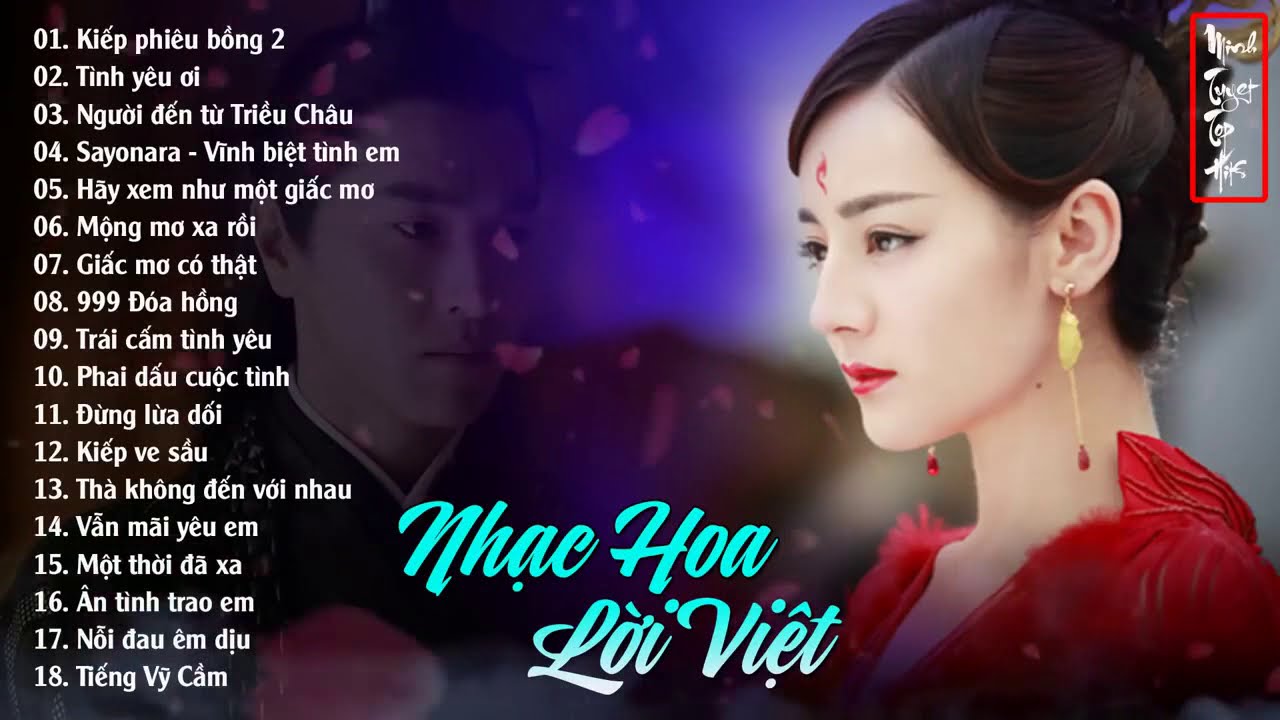 01. Kiếp phiêu bồng 2
02. Tình yêu ơi
03. Người đến từ Triều Châu
04. Sayonara - Vĩnh biệt tình em
05. Hãy xem như một giấc mơ
06. Mộng mơ xa rồi
07. Giấc mơ có thật
08. 999 Đóa hồng
09. Trái cấm tình yêu
10. Phai dấu cuộc tình
11. Đừng lừa dối
12. Kiếp ve sầu
13. Thà không đến với nhau
14. Vẫn mãi yêu em
15. Một thời đã xa
16. Ân tình trao em
17. Nỗi đau êm dịu
18. Tiếng Vỹ Cầm
Nhạc Hoa
Lời Việt
Minh
Tuyet
Top
Hits